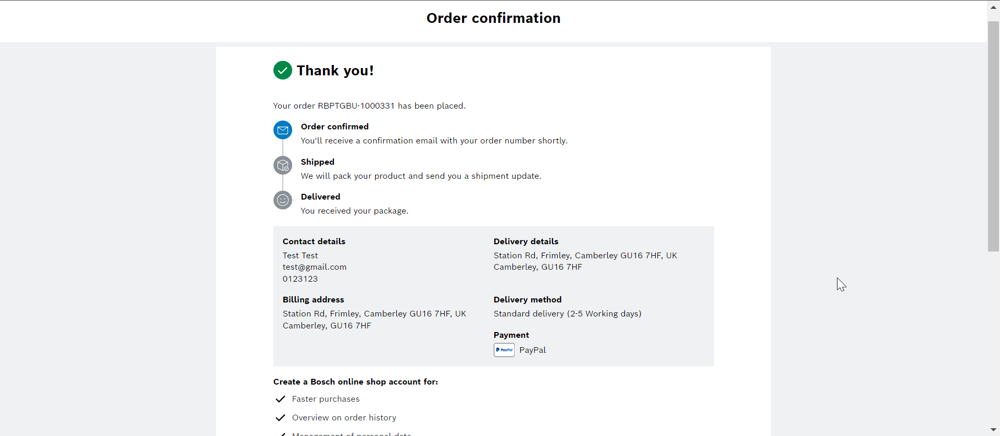 Order confirmation
Thank you!
Your order RBPTGBU-1000331 has been placed.
Order confirmed
You'll receive a confirmation email with your order number shortly.
Shipped
We will pack your product and send you a shipment update.
Delivered
You received your package.
Contact details
Test Test
test@gmail.com
0123123
Delivery details
Station Rd, Frimley, Camberley GU16 7HF, UK
Camberley, GU16 7HF
Billing address
Station Rd, Frimley, Camberley GU16 7HF, UK
Camberley, GU16 7HF
Delivery method
Standard delivery (2-5 Working days)
Payment
PayPal PayPal
Create a Bosch online shop account for:
Faster purchases
Overview on order history
Management of personal data